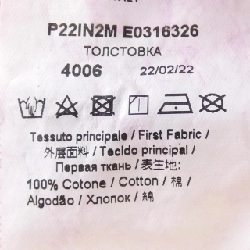 P22IN2M E0316326
ТОЛСТОВКА
4006 22/02/22
Tessuto principale / First Fabric /
外层面料 / Tecido principal /
Первая ткань / 表生地:
100% Cotone / Cotton / 棉 /
Algodão / Хлопок / 綿